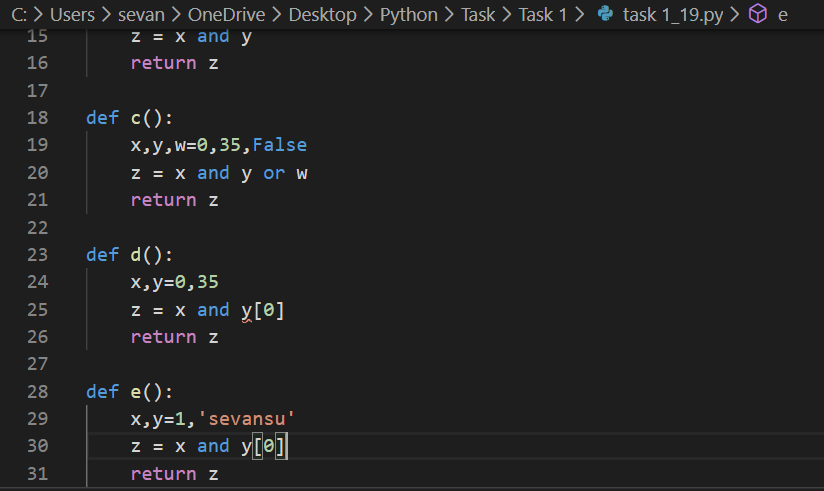 C: > Users > sevan > OneDrive > Desktop > Python > Task > Task 1 > task 1_19.py > e
15 z = x and y
16 return z
17
18 def c():
19 x,y,w=0,35,False
20 z = x and y or w
21 return z
22
23 def d():
24 x,y=0,35
25 z = x and y[0]
26 return z
27
28 def e():
29 x,y=1,'sevansu'
30 z = x and y[0]
31 return z